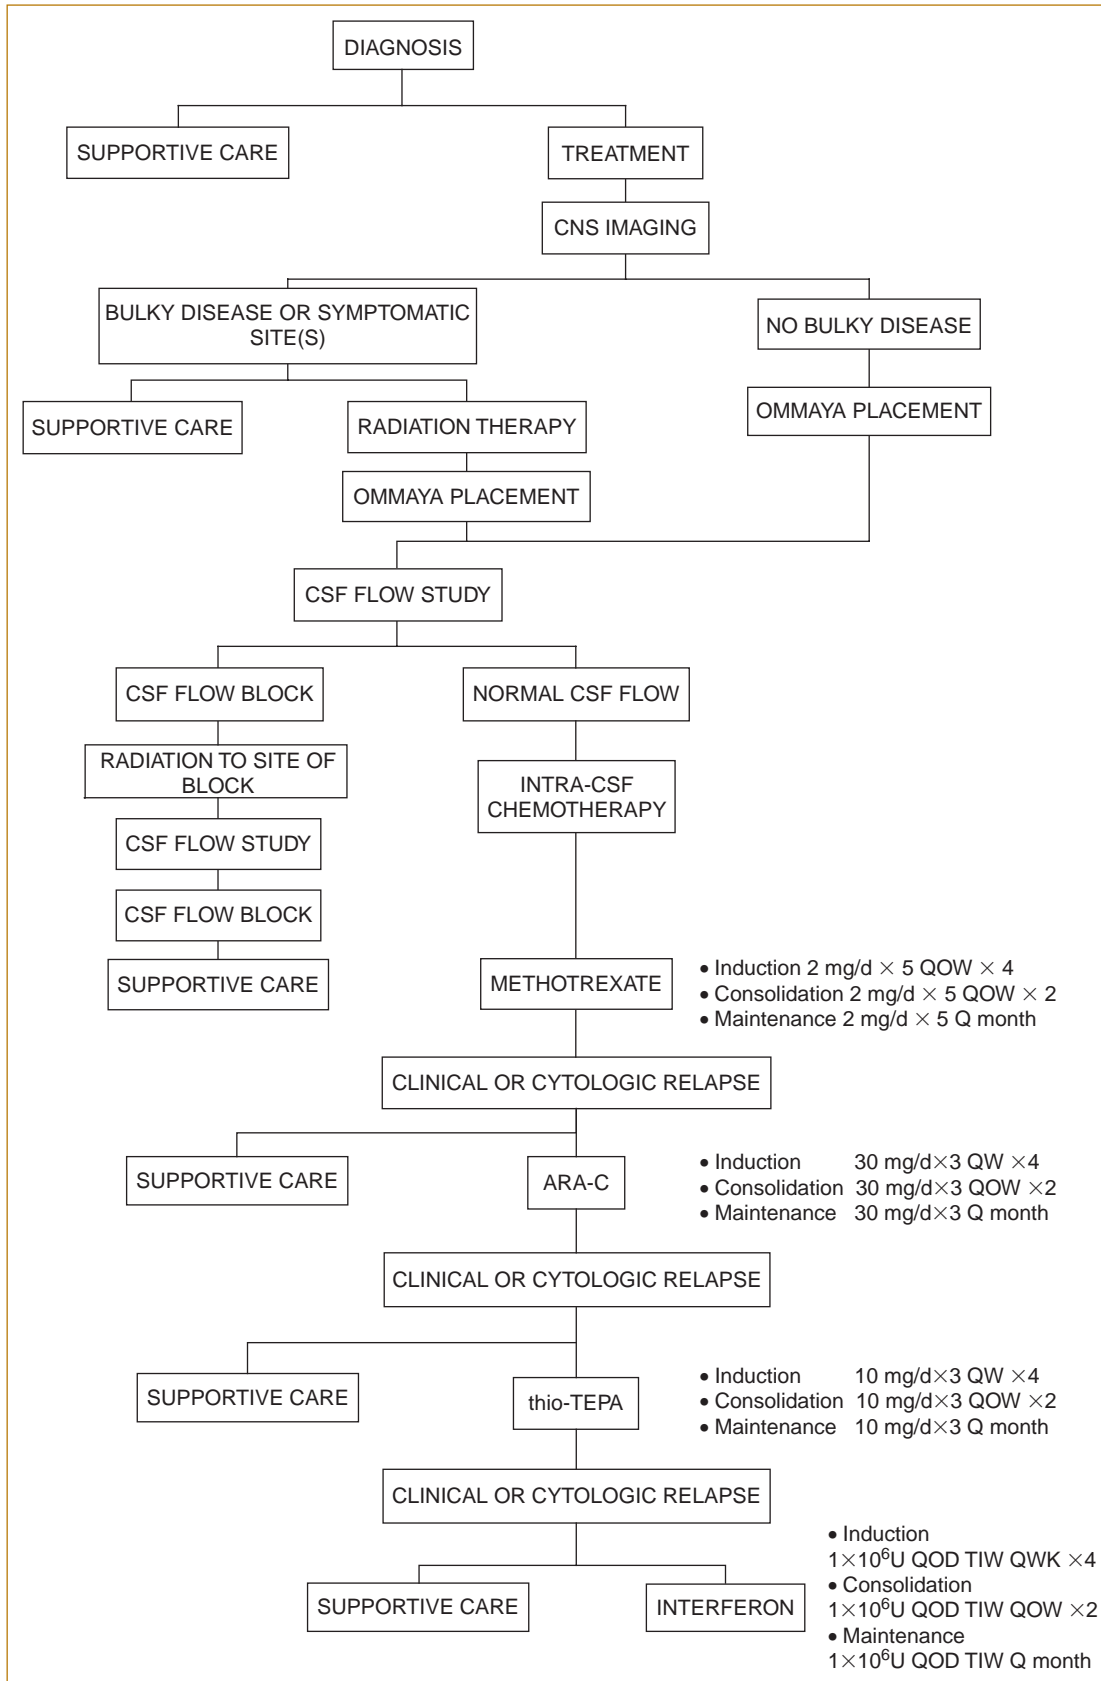 DIAGNOSIS
SUPPORTIVE CARE
TREATMENT
CNS IMAGING
BULKY DISEASE OR SYMPTOMATIC
SITE(S)
NO BULKY DISEASE
SUPPORTIVE CARE
RADIATION THERAPY
OMMAYA PLACEMENT
OMMAYA PLACEMENT
CSF FLOW STUDY
CSF FLOW BLOCK
NORMAL CSF FLOW
RADIATION TO SITE OF
BLOCK
INTRA-CSF
CHEMOTHERAPY
CSF FLOW STUDY
CSF FLOW BLOCK
SUPPORTIVE CARE
METHOTREXATE
• Induction 2 mg/d × 5 QOW × 4
• Consolidation 2 mg/d × 5 QOW × 2
• Maintenance 2 mg/d × 5 Q month
CLINICAL OR CYTOLOGIC RELAPSE
SUPPORTIVE CARE
ARA-C
• Induction 30 mg/d×3 QW ×4
• Consolidation 30 mg/d×3 QOW ×2
• Maintenance 30 mg/d×3 Q month
CLINICAL OR CYTOLOGIC RELAPSE
SUPPORTIVE CARE
thio-TEPA
• Induction 10 mg/d×3 QW ×4
• Consolidation 10 mg/d×3 QOW ×2
• Maintenance 10 mg/d×3 Q month
CLINICAL OR CYTOLOGIC RELAPSE
SUPPORTIVE CARE
INTERFERON
• Induction
1×10⁶U QOD TIW QWK ×4
• Consolidation
1×10⁶U QOD TIW QOW ×2
• Maintenance
1×10⁶U QOD TIW Q month